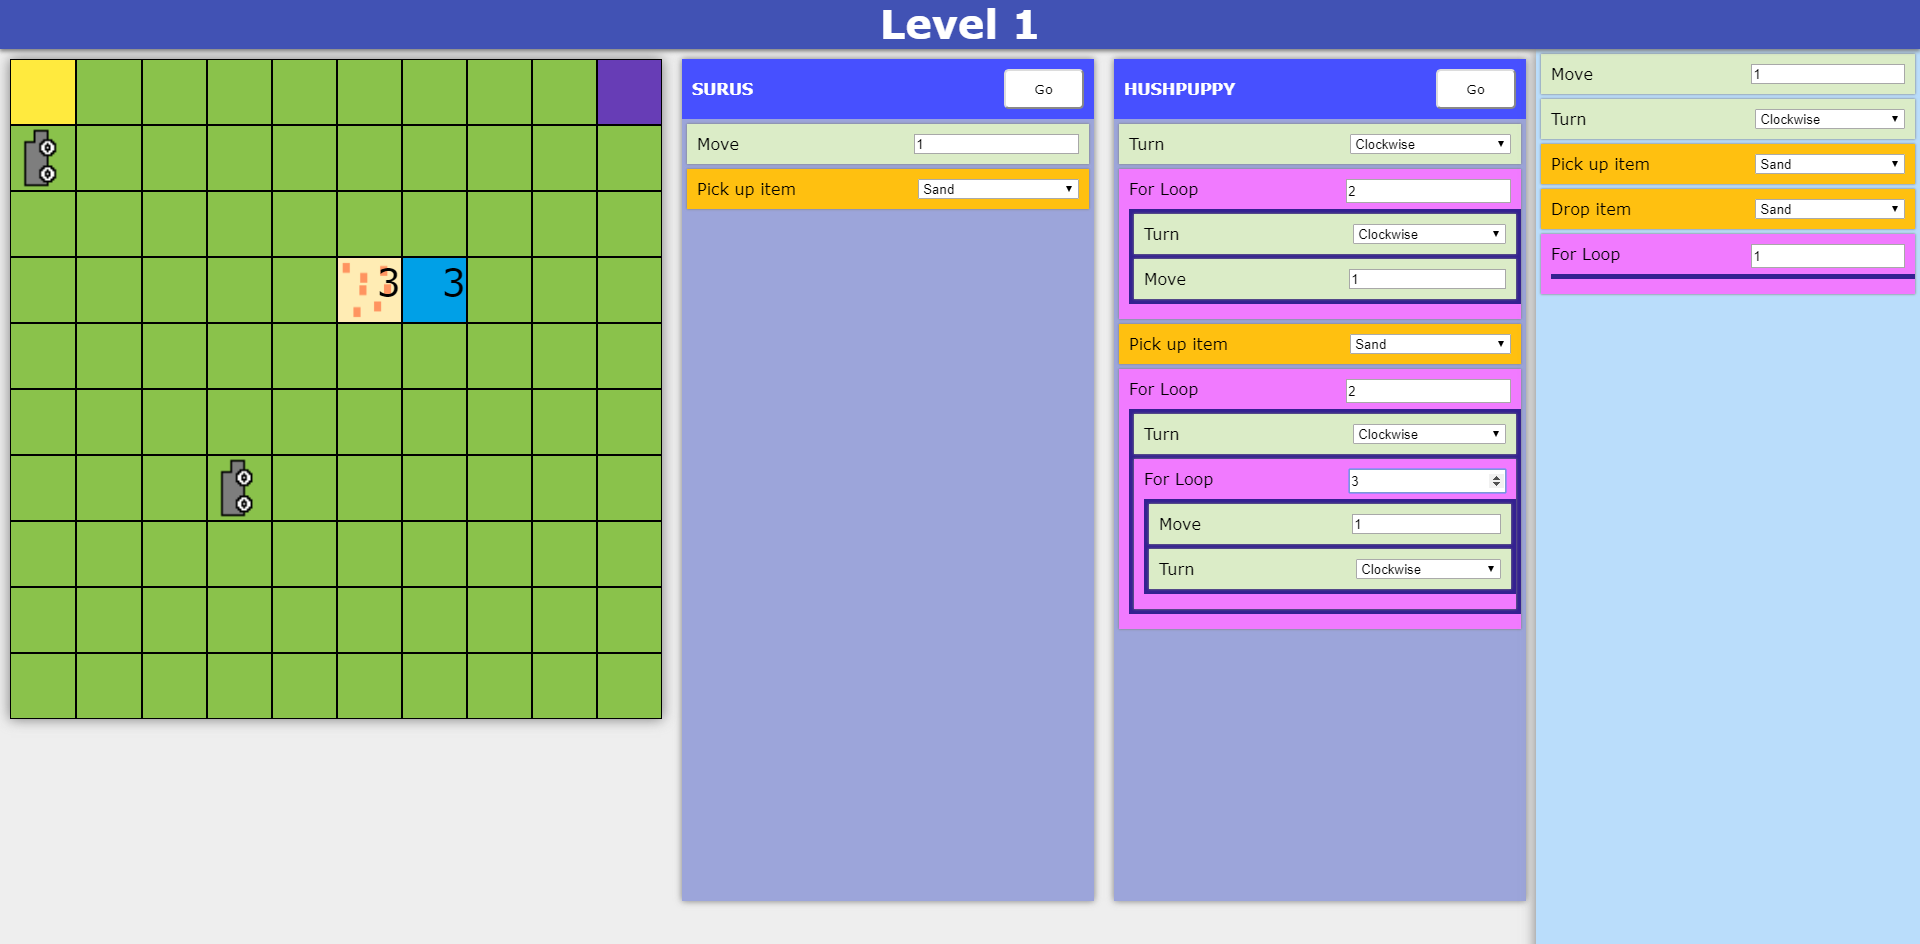 Level 1
3 3
SURUS Go
Move 1
Pick up item Sand
HUSHPUPPY Go
Turn Clockwise
For Loop 2
Turn Clockwise
Move 1
Pick up item Sand
For Loop 2
Turn Clockwise
For Loop 3
Move 1
Turn Clockwise
Move 1
Turn Clockwise
Pick up item Sand
Drop item Sand
For Loop 1